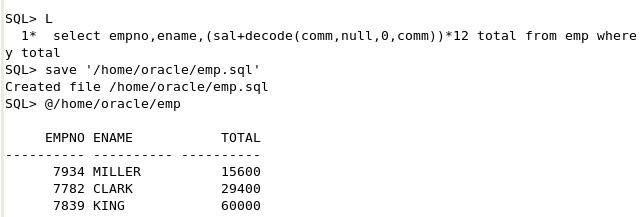 SQL> L
  1*  select empno,ename,(sal+decode(comm,null,0,comm))*12 total from emp where
y total
SQL> save '/home/oracle/emp.sql'
Created file /home/oracle/emp.sql
SQL> @/home/oracle/emp

     EMPNO ENAME           TOTAL
---------- ---------- ----------
      7934 MILLER          15600
      7782 CLARK           29400
      7839 KING            60000